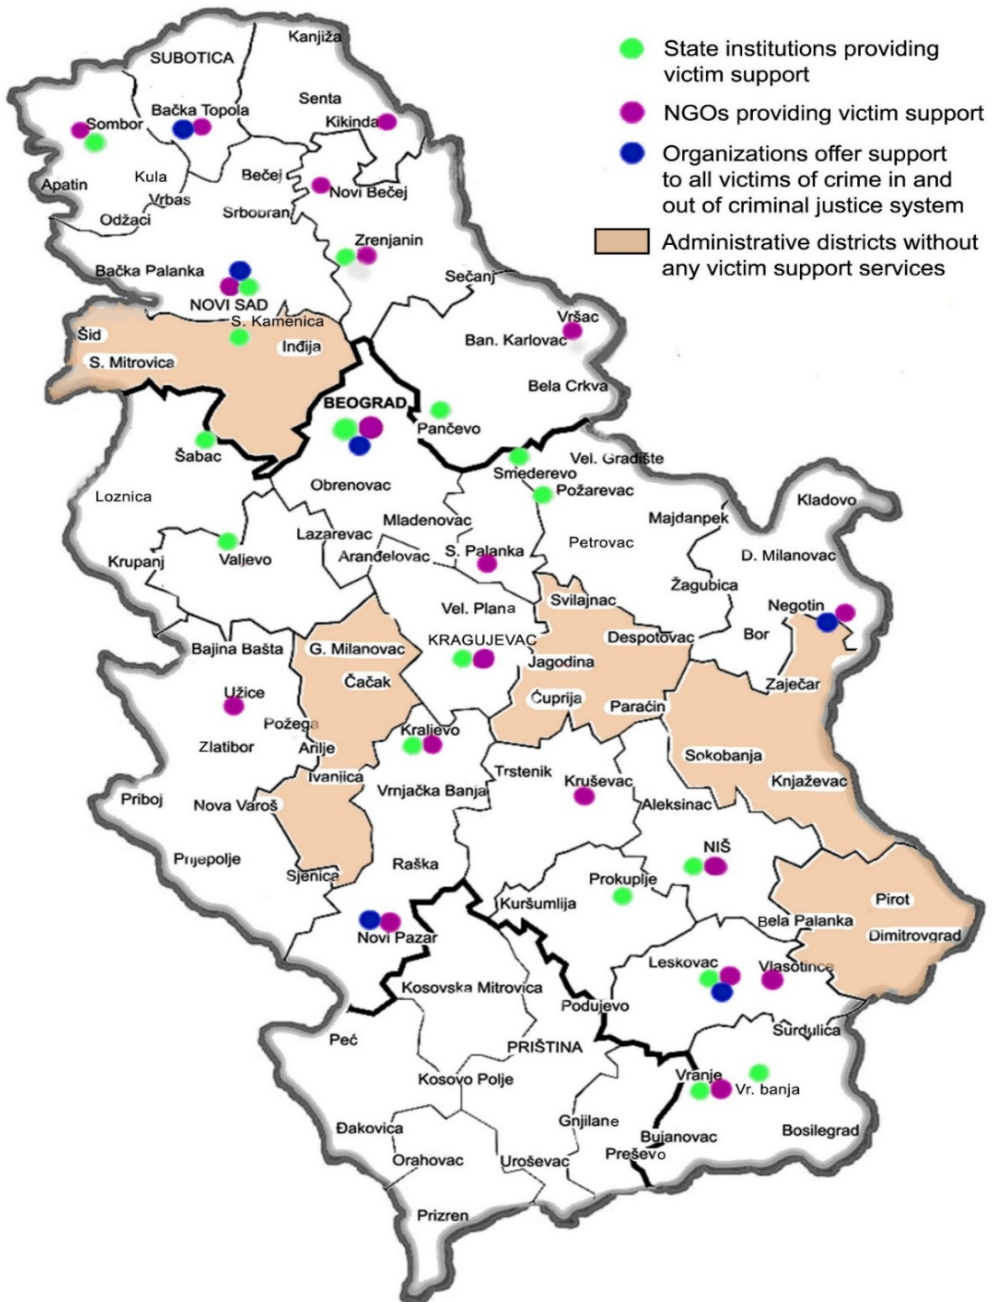 State institutions providing
victim support
NGOs providing victim support
Organizations offer support
to all victims of crime in and
out of criminal justice system
Administrative districts without
any victim support services
Kanjiža
SUBOTICA
Senta
Bačka Topola
Kikinda
Sombor
Bečej
Kula
Apatin
Novi Bečej
Vrbas
Srbobran
Odžaci
Zrenjanin
Bačka Palanka
Sečanj
NOVI SAD
S. Kamenica
Vršac
Šid
Ban. Karlovac
Inđija
S. Mitrovica
Bela Crkva
BEOGRAD
Pančevo
Šabac
Vel. Gradište
Smederevo
Obrenovac
Požarevac
Loznica
Kladovo
Mladenovac
Majdanpek
Lazarevac
Petrovac
Aranđelovac
S. Palanka
D. Milanovac
Krupanj
Valjevo
Žagubica
Svilajnac
Vel. Plana
Negotin
Despotovac
Bor
KRAGUJEVAC
Bajina Bašta
G. Milanovac
Jagodina
Čačak
Zaječar
Užice
Ćuprija
Paraćin
Požega
Kraljevo
Zlatibor
Arilje
Sokobanja
Ivanjica
Trstenik
Kruševac
Knjaževac
Vrnjačka Banja
Priboj
Nova Varoš
Aleksinac
NIŠ
Prijepolje
Raška
Sjenica
Prokuplje
Pirot
Kuršumlija
Bela Palanka
Dimitrovgrad
Novi Pazar
Leskovac
Vlasotince
Kosovska Mitrovica
Podujevo
Surdulica
Peć
PRIŠTINA
Vranje
Kosovo Polje
Vr. banja
Gnjilane
Đakovica
Bosilegrad
Bujanovac
Preševo
Orahovac
Uroševac
Prizren